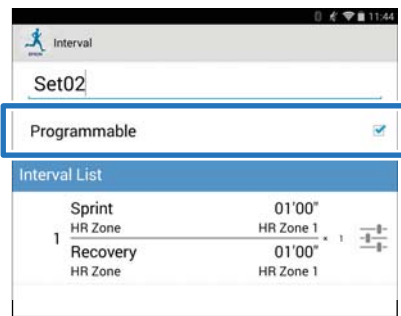 11:44
EPSON
Interval
Set02
Programmable
Interval List
1
Sprint 01'00"
HR Zone HR Zone 1
× 1
Recovery 01'00"
HR Zone HR Zone 1